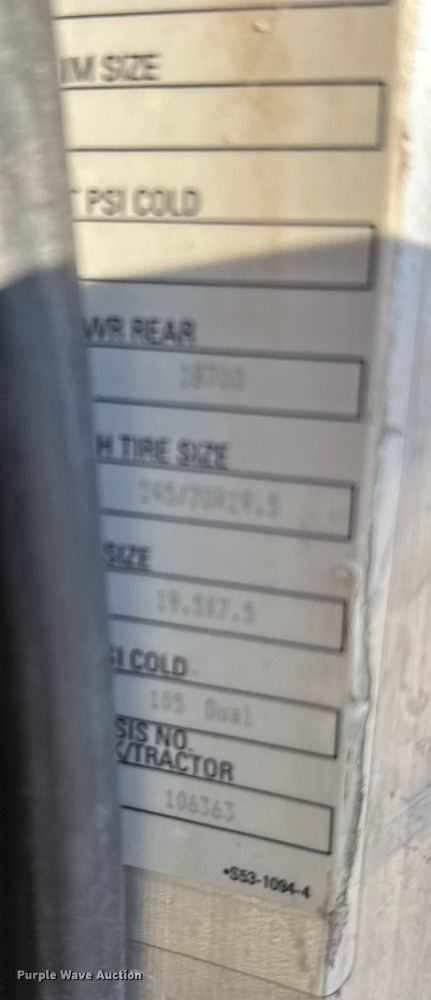 IM SIZE
T PSI COLD
WR REAR
18700
H TIRE SIZE
245/70R19.5
SIZE
19.5X7.5
SI COLD
105 Dual
SIS NO.
K/TRACTOR
106363
*S53-1094-4
Purple Wave Auction